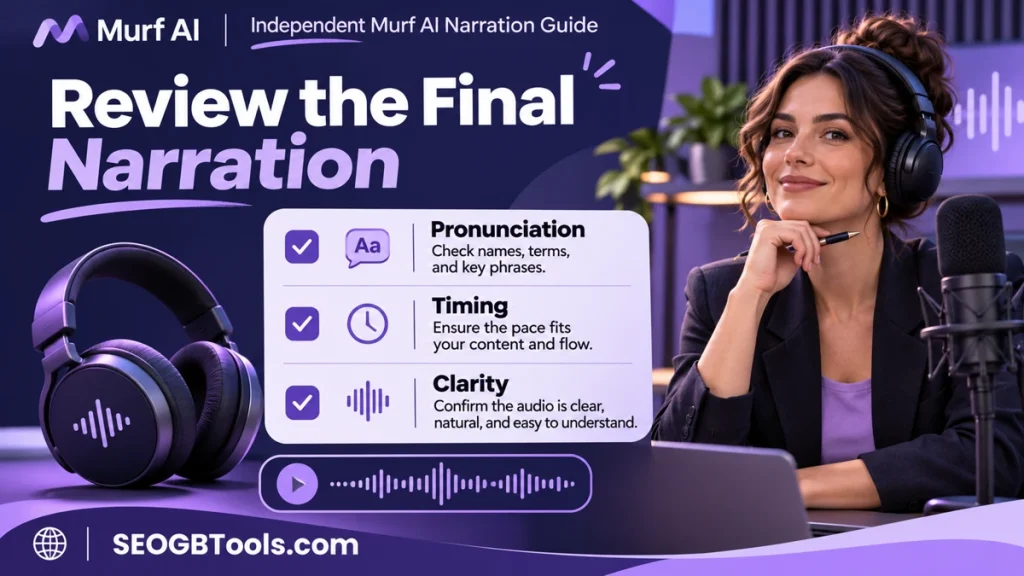 Murf AI
Independent Murf AI Narration Guide
Review the Final
Narration
Aa
Pronunciation
Check names, terms,
and key phrases.
Timing
Ensure the pace fits
your content and flow.
Clarity
Confirm the audio is clear,
natural, and easy to understand.
SEOGBTools.com